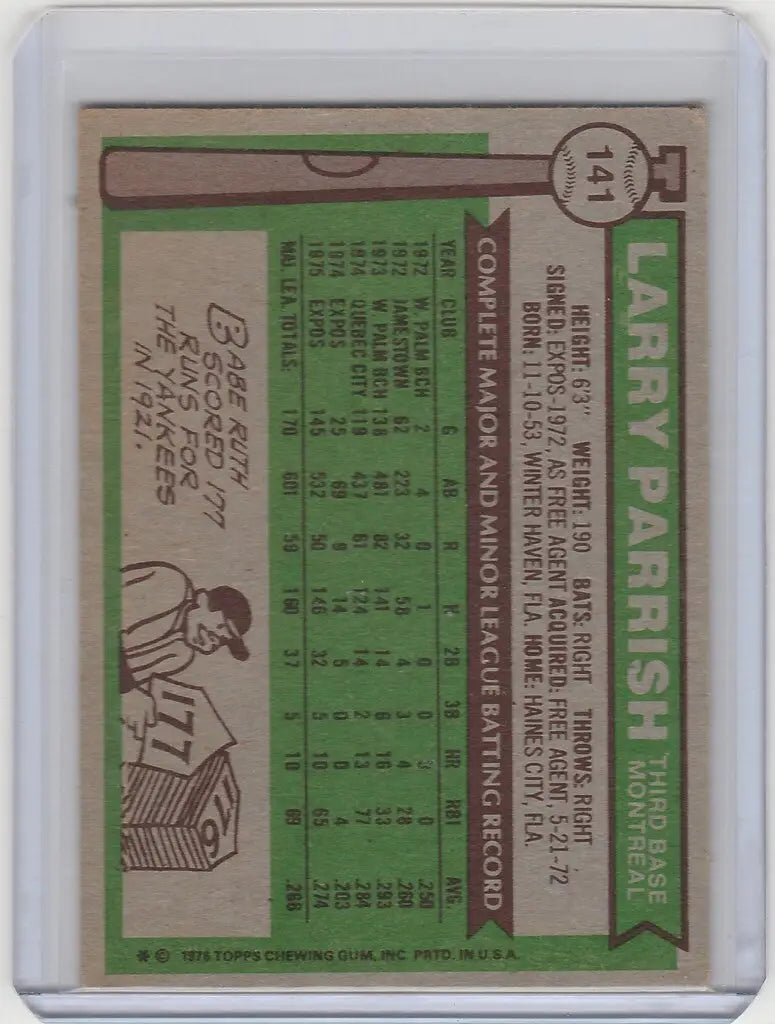 141
LARRY PARRISH
THIRD BASE
MONTREAL
HEIGHT: 6'3" WEIGHT: 190 BATS: RIGHT THROWS: RIGHT
SIGNED: EXPOS-1972, AS FREE AGENT ACQUIRED: FREE AGENT, 5-21-72
BORN: 11-10-53, WINTER HAVEN, FLA. HOME: HAINES CITY, FLA.
COMPLETE MAJOR AND MINOR LEAGUE BATTING RECORD
YEAR CLUB G AB R H 2B 3B HR RBI AVG.
1972 W. PALM BCH 2 4 0 1 0 0 0 .250
1972 JAMESTOWN 62 223 32 58 4 3 4 28 .260
1973 W. PALM BCH 138 481 82 141 14 6 16 33 .293
1974 QUEBEC CITY 119 437 61 124 14 2 13 77 .284
1974 EXPOS 25 69 9 14 5 0 0 4 .203
1975 EXPOS 145 532 50 146 32 5 10 65 .274
MAJ. LEA. TOTALS: 170 601 59 160 37 5 10 69 .266
BABE RUTH
SCORED 177
RUNS FOR
THE YANKEES
IN 1921.
177
176
* © 1976 TOPPS CHEWING GUM, INC. PRTD. IN U.S.A.